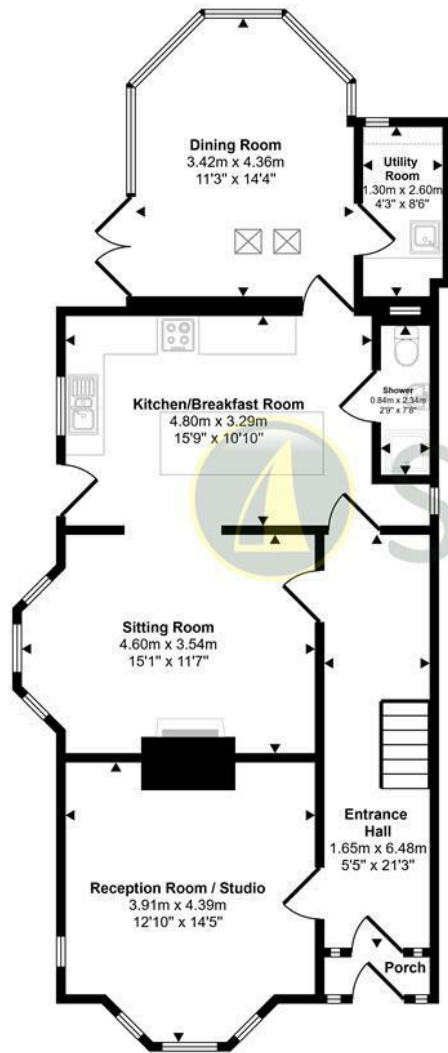 Dining Room
3.42m x 4.36m
11'3" x 14'4"
Utility
Room
1.30m x 2.60m
4'3" x 8'6"
Shower
0.84m x 2.34m
2'9" x 7'8"
Kitchen/Breakfast Room
4.80m x 3.29m
15'9" x 10'10"
S
Sitting Room
4.60m x 3.54m
15'1" x 11'7"
Entrance
Hall
1.65m x 6.48m
5'5" x 21'3"
Reception Room / Studio
3.91m x 4.39m
12'10" x 14'5"
Porch